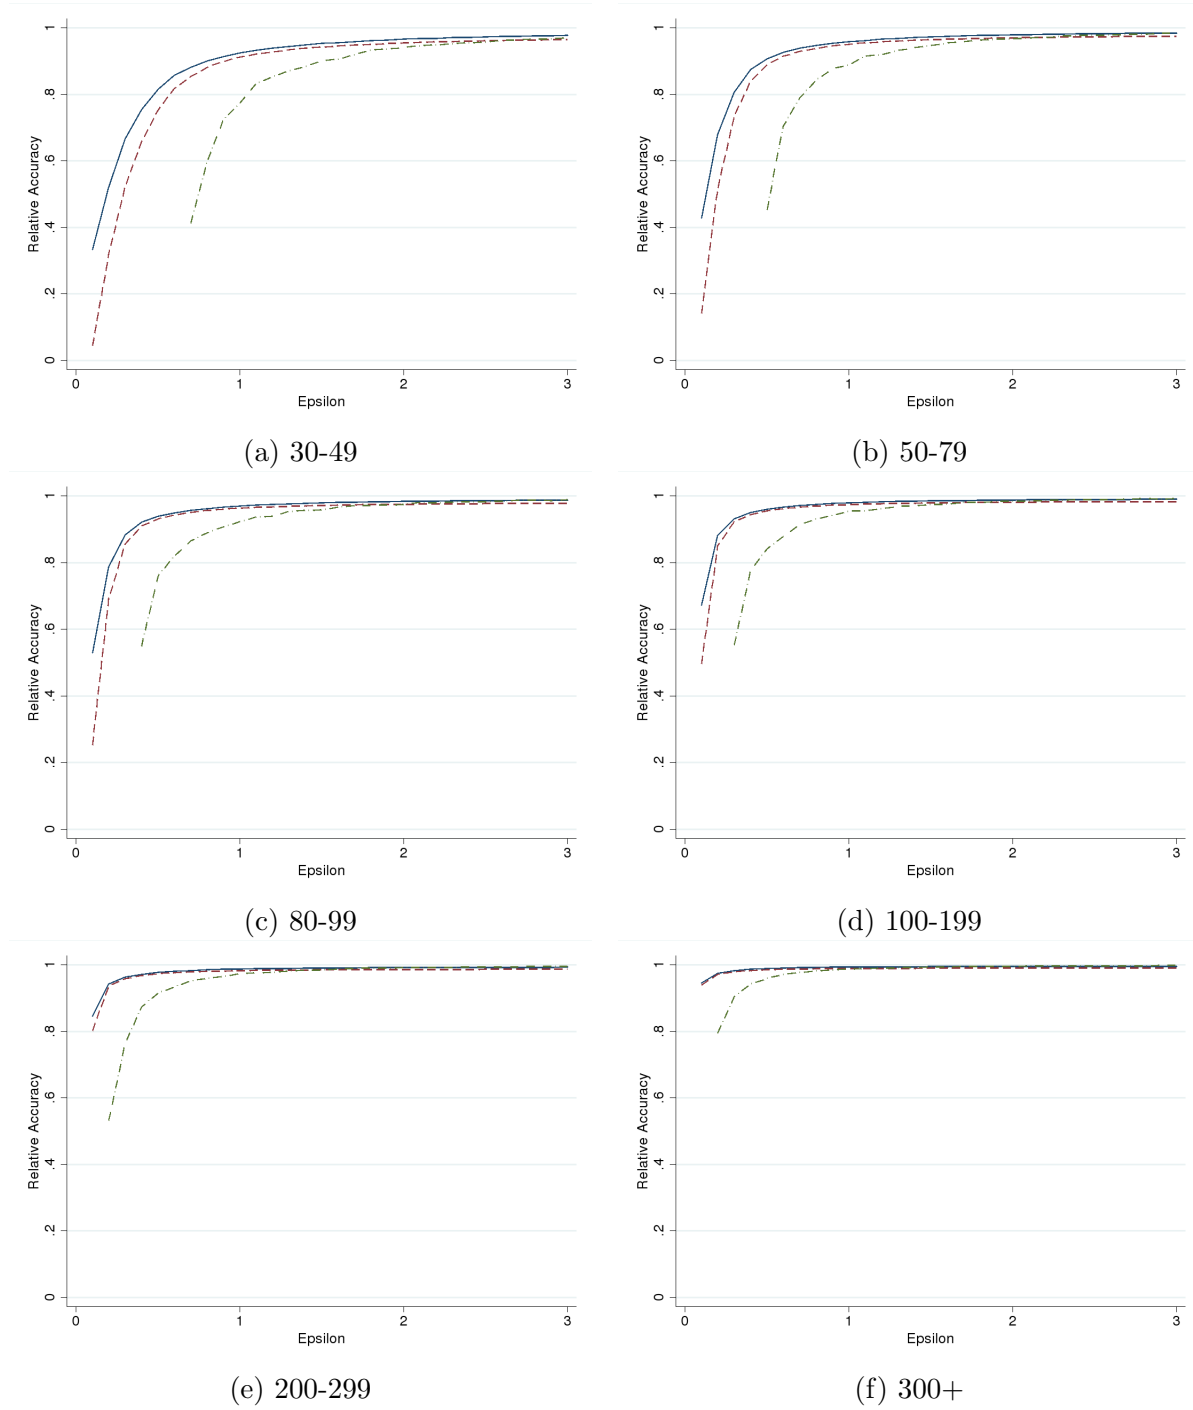 Relative Accuracy
1
.8
.6
.4
.2
0
0 1 2 3
Epsilon
(a) 30-49
Relative Accuracy
1
.8
.6
.4
.2
0
0 1 2 3
Epsilon
(b) 50-79
Relative Accuracy
1
.8
.6
.4
.2
0
0 1 2 3
Epsilon
(c) 80-99
Relative Accuracy
1
.8
.6
.4
.2
0
0 1 2 3
Epsilon
(d) 100-199
Relative Accuracy
1
.8
.6
.4
.2
0
0 1 2 3
Epsilon
(e) 200-299
Relative Accuracy
1
.8
.6
.4
.2
0
0 1 2 3
Epsilon
(f) 300+